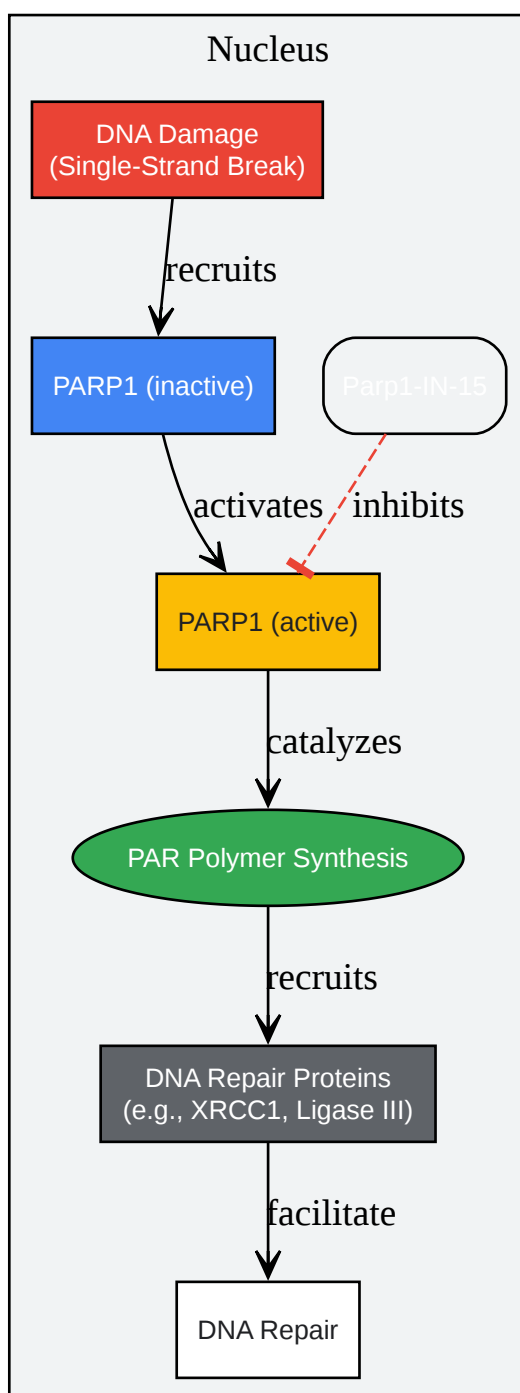 Nucleus
DNA Damage
(Single-Strand Break)
recruits
PARP1 (inactive)
Parp1-IN-15
activates
inhibits
PARP1 (active)
catalyzes
PAR Polymer Synthesis
recruits
DNA Repair Proteins
(e.g., XRCC1, Ligase III)
facilitate
DNA Repair